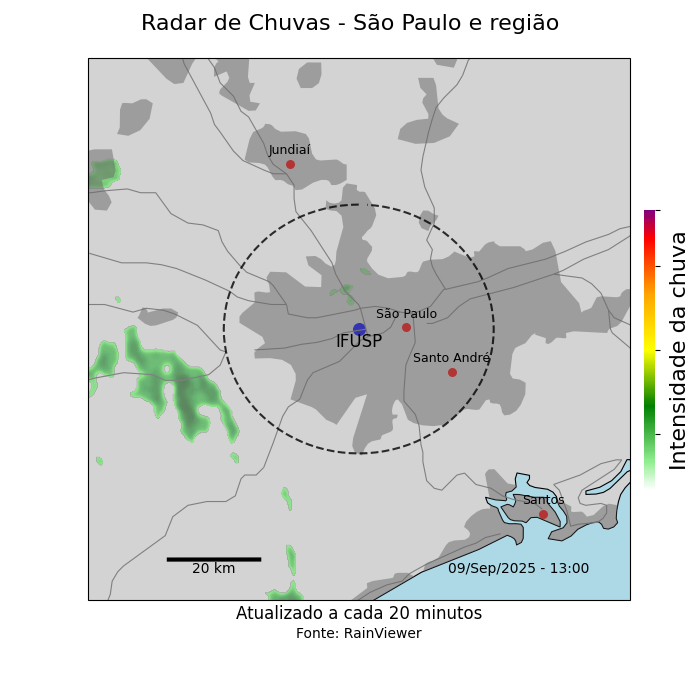 Radar de Chuvas - São Paulo e região
Jundiaí
São Paulo
IFUSP
Santo André
Santos
20 km
09/Sep/2025 - 13:00
Intensidade da chuva
Atualizado a cada 20 minutos
Fonte: RainViewer